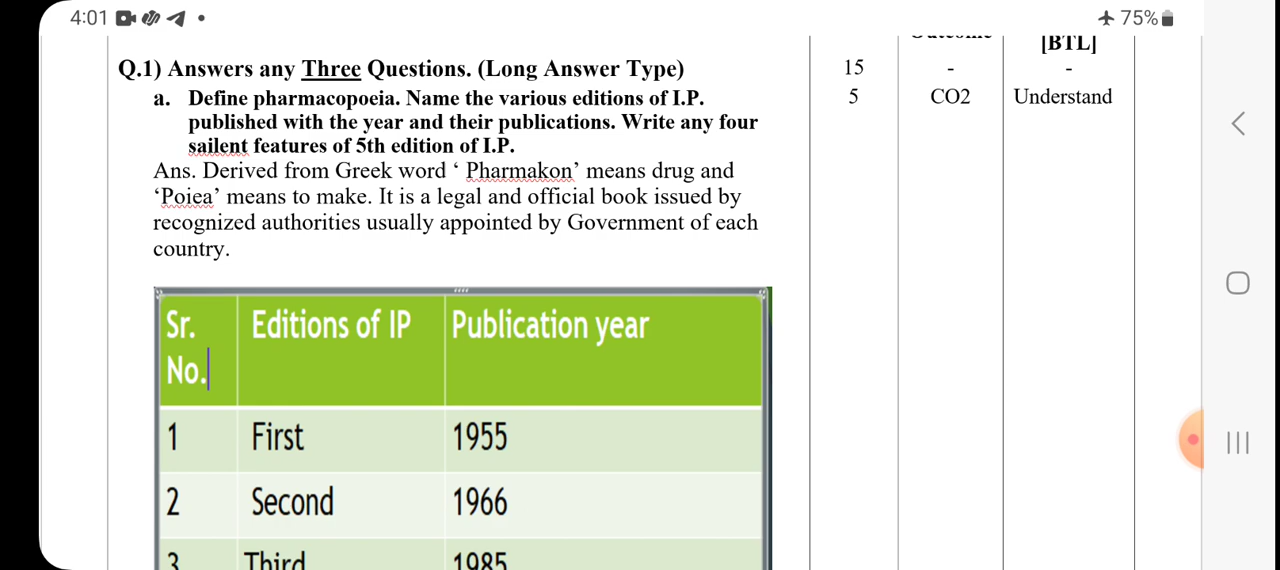 4:01
75%
[BTL]
Q.1) Answers any Three Questions. (Long Answer Type)
15
-
-
a. Define pharmacopoeia. Name the various editions of I.P.
5
CO2
Understand
published with the year and their publications. Write any four
sailent features of 5th edition of I.P.
Ans. Derived from Greek word ‘ Pharmakon’ means drug and
‘Poiea’ means to make. It is a legal and official book issued by
recognized authorities usually appointed by Government of each
country.
Sr. No.
Editions of IP
Publication year
1
First
1955
2
Second
1966
3
Third
1985